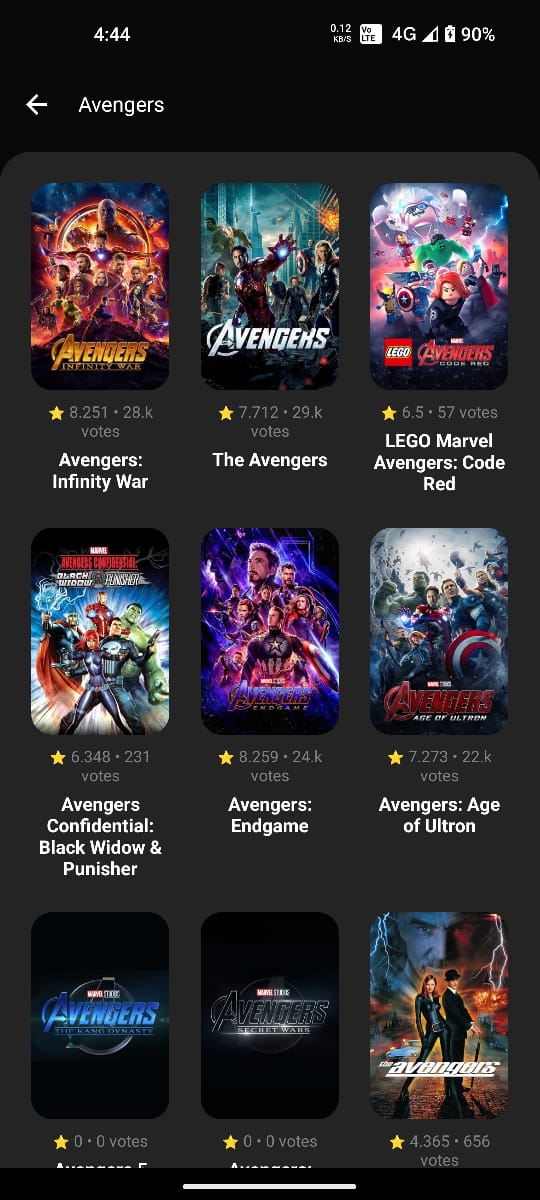 4:44
0.12
KB/S
Vo
LTE
4G
90%
Avengers
AVENGERS
INFINITY WAR
AVENGERS
LEGO
MARVEL
AVENGERS
CODE RED
8.251 • 28.k
votes
7.712 • 29.k
votes
6.5 • 57 votes
Avengers:
Infinity War
The Avengers
LEGO Marvel
Avengers: Code
Red
MARVEL
AVENGERS CONFIDENTIAL
BLACK WIDOW PUNISHER
MARVEL STUDIOS
AVENGERS
ENDGAME
MARVEL STUDIOS
AVENGERS
AGE OF ULTRON
6.348 • 231
votes
8.259 • 24.k
votes
7.273 • 22.k
votes
Avengers
Confidential:
Black Widow &
Punisher
Avengers:
Endgame
Avengers: Age
of Ultron
MARVEL STUDIOS
AVENGERS
THE KANG DYNASTY
MARVEL STUDIOS
AVENGERS
SECRET WARS
the avengers
0 • 0 votes
0 • 0 votes
4.365 • 656
votes